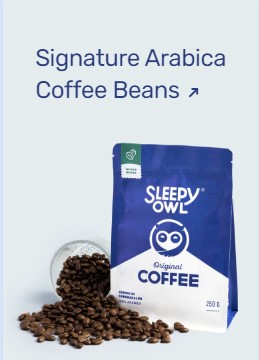 Signature Arabica
Coffee Beans
SLEEPY
OWL®
Original
COFFEE
250 G